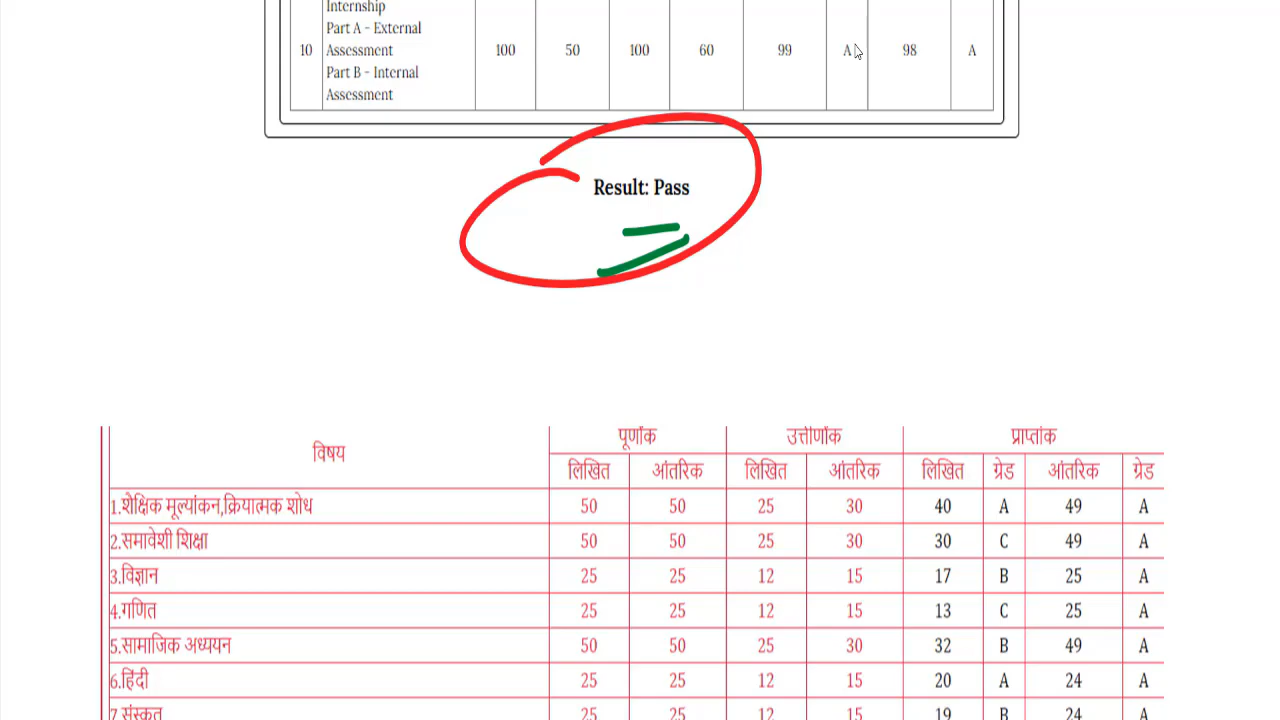 Internship
Part A - External
10 Assessment 100 50 100 60 99 A 98 A
Part B - Internal
Assessment
Result: Pass
विषय पूर्णांक उत्तीर्णांक प्राप्तांक
लिखित आंतरिक लिखित आंतरिक लिखित ग्रेड आंतरिक ग्रेड
1.शैक्षिक मूल्यांकन,क्रियात्मक शोध 50 50 25 30 40 A 49 A
2.समावेशी शिक्षा 50 50 25 30 30 C 49 A
3.विज्ञान 25 25 12 15 17 B 25 A
4.गणित 25 25 12 15 13 C 25 A
5.सामाजिक अध्ययन 50 50 25 30 32 B 49 A
6.हिंदी 25 25 12 15 20 A 24 A
7.संस्कृत 25 25 12 15 19 B 24 A